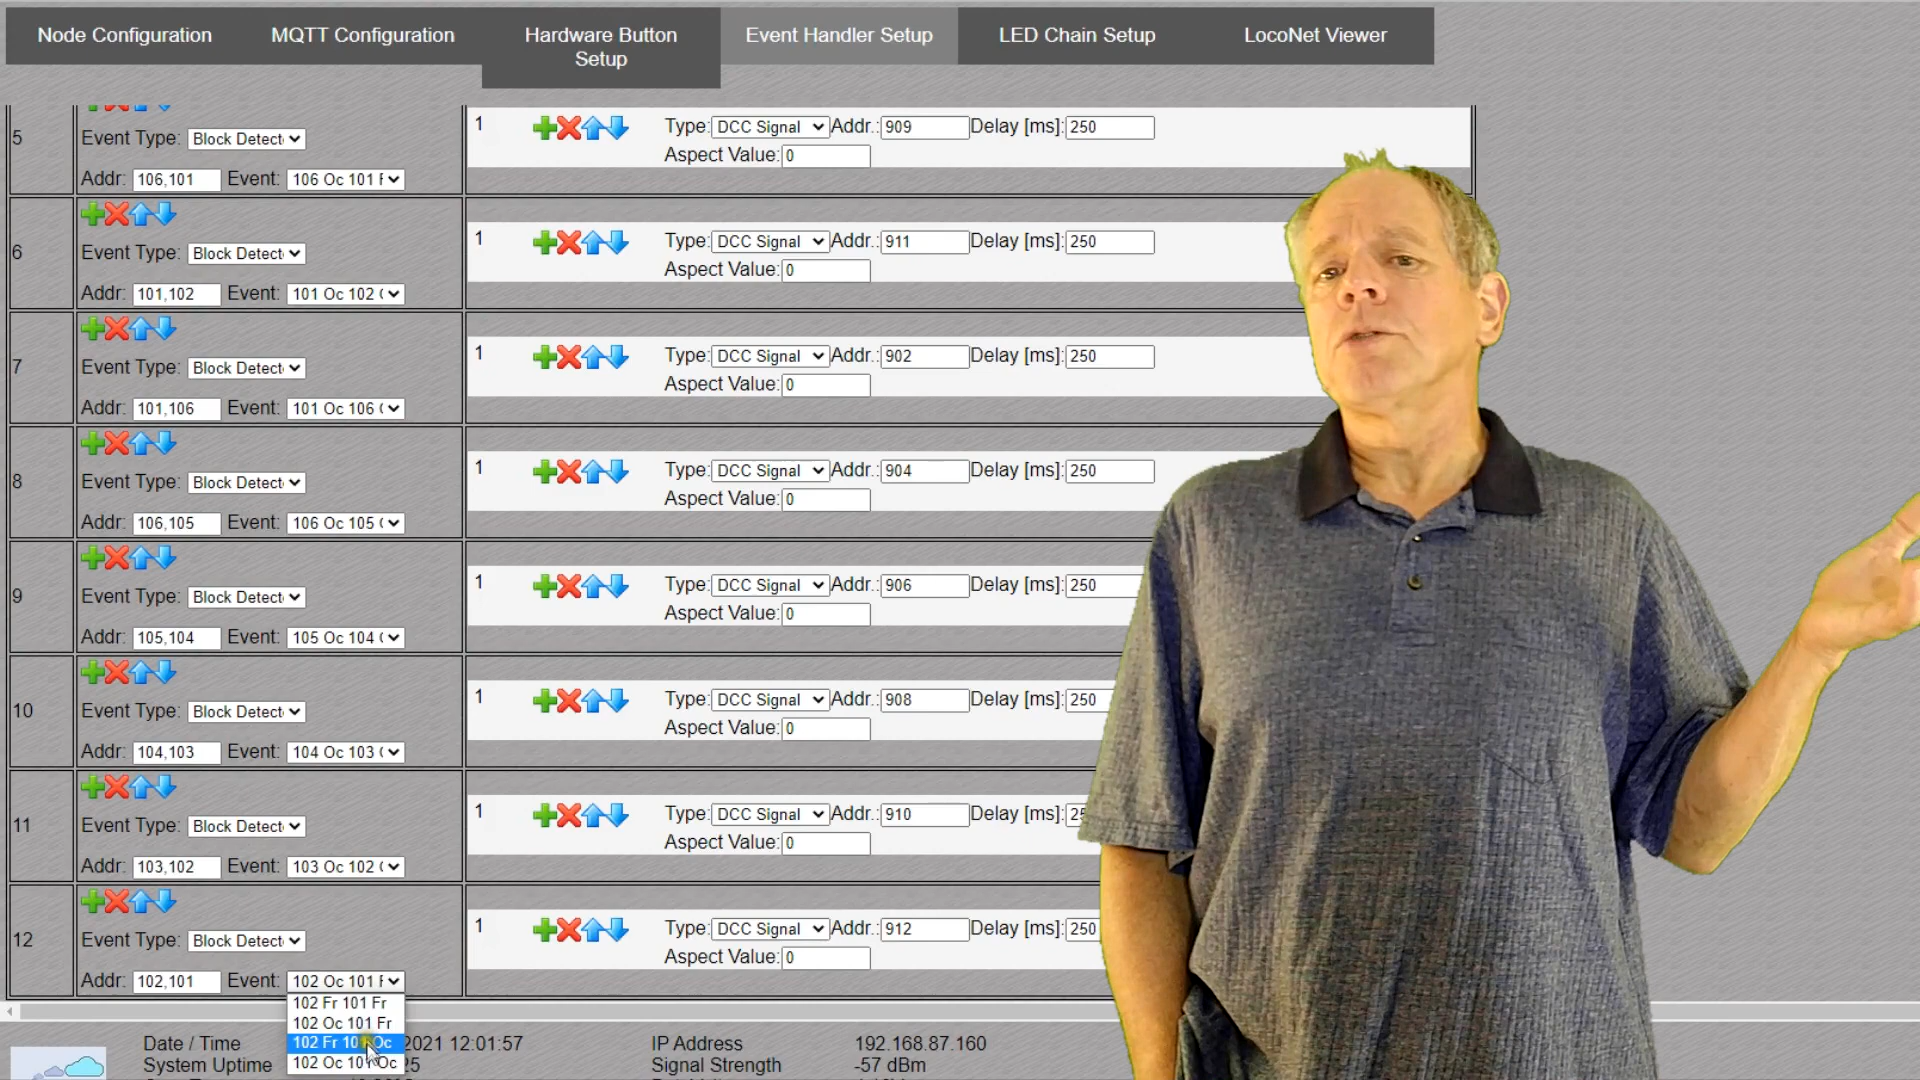 Node Configuration
MQTT Configuration
Hardware Button
Setup
Event Handler Setup
LED Chain Setup
LocoNet Viewer
5
Event Type: Block Detect
Addr: 106,101 Event: 106 Oc 101 F
1 Type: DCC Signal Addr.: 909 Delay [ms]: 250
Aspect Value: 0
6
Event Type: Block Detect
Addr: 101,102 Event: 101 Oc 102
1 Type: DCC Signal Addr.: 911 Delay [ms]: 250
Aspect Value: 0
7
Event Type: Block Detect
Addr: 101,106 Event: 101 Oc 106
1 Type: DCC Signal Addr.: 902 Delay [ms]: 250
Aspect Value: 0
8
Event Type: Block Detect
Addr: 106,105 Event: 106 Oc 105
1 Type: DCC Signal Addr.: 904 Delay [ms]: 250
Aspect Value: 0
9
Event Type: Block Detect
Addr: 105,104 Event: 105 Oc 104
1 Type: DCC Signal Addr.: 906 Delay [ms]: 250
Aspect Value: 0
10
Event Type: Block Detect
Addr: 104,103 Event: 104 Oc 103
1 Type: DCC Signal Addr.: 908 Delay [ms]: 250
Aspect Value: 0
11
Event Type: Block Detect
Addr: 103,102 Event: 103 Oc 102
1 Type: DCC Signal Addr.: 910 Delay [ms]: 25
Aspect Value: 0
12
Event Type: Block Detect
Addr: 102,101 Event: 102 Oc 101 F
1 Type: DCC Signal Addr.: 912 Delay [ms]: 250
Aspect Value: 0
102 Fr 101 Fr
102 Oc 101 Fr
102 Fr 101 Oc
102 Oc 101 Oc
Date / Time 2021 12:01:57
System Uptime 25
IP Address 192.168.87.160
Signal Strength -57 dBm